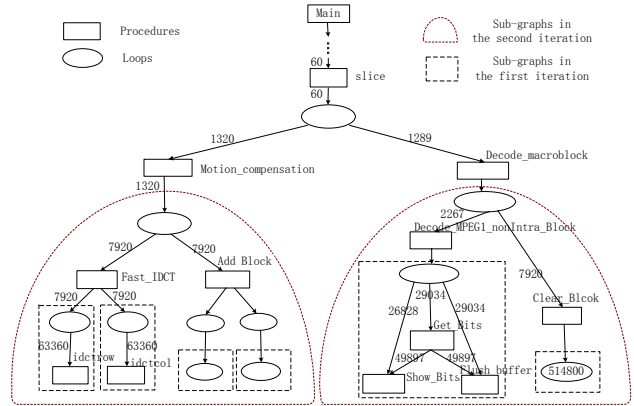 Main
Procedures
Loops
Sub-graphs in
the second iteration
Sub-graphs in
the first iteration
60
slice
60
1320
1289
Motion_compensation
Decode_macroblock
1320
2267
Decode_MPEG1_nonIntra_Block
7920
7920
7920
Fast_IDCT
Add Block
Clear_Blcok
7920
7920
26828
29034
29034
Get_Bits
63360
idctrow
63360
idctcol
49897
49897
Show_Bits
Flush_buffer
514800